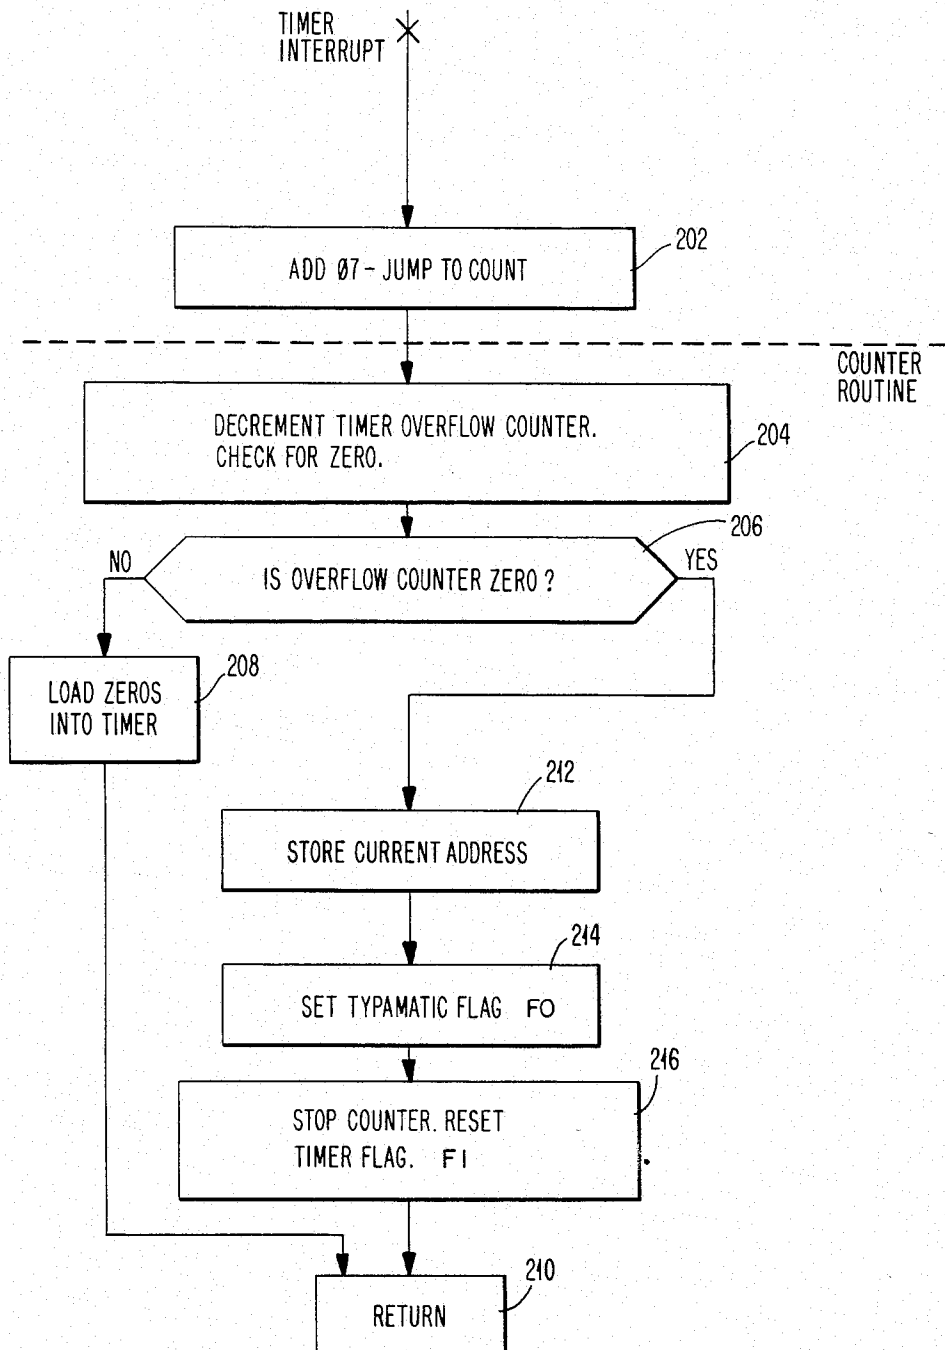 TIMER
INTERRUPT
202
ADD Ø7 - JUMP TO COUNT
COUNTER
ROUTINE
DECREMENT TIMER OVERFLOW COUNTER.
CHECK FOR ZERO.
204
206
NO
IS OVERFLOW COUNTER ZERO ?
YES
208
LOAD ZEROS
INTO TIMER
212
STORE CURRENT ADDRESS
214
SET TYPAMATIC FLAG FO
216
STOP COUNTER. RESET
TIMER FLAG. F1
210
RETURN